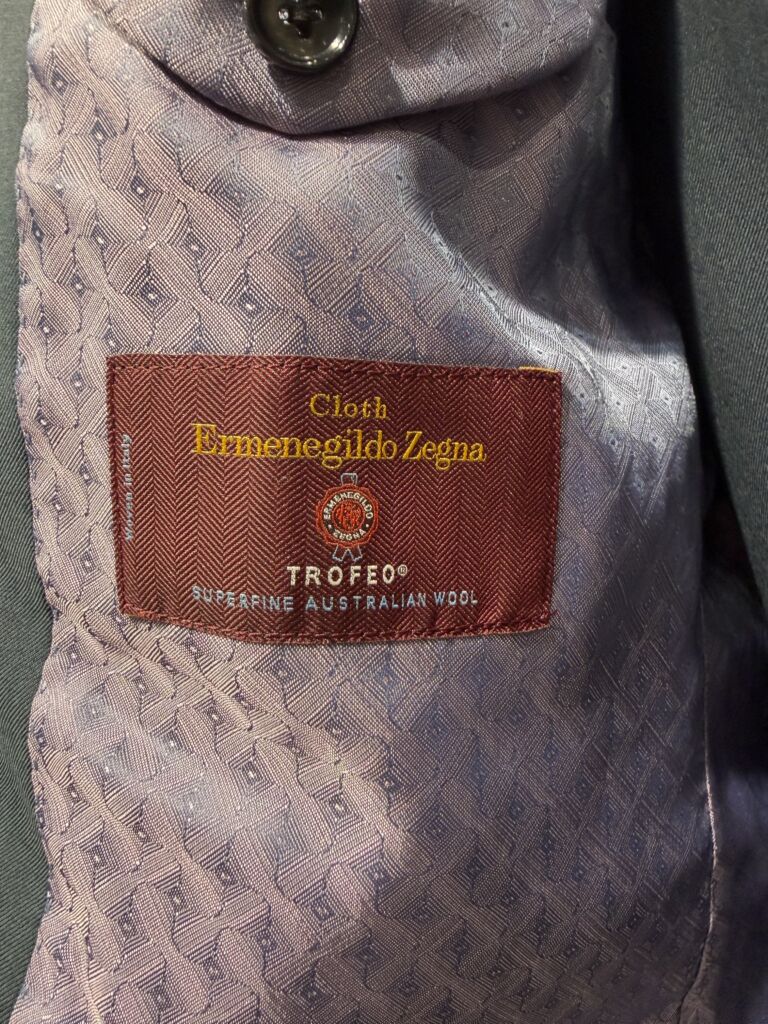 Cloth
Ermenegildo Zegna
Woven in Italy
ERMENEGILDO
ZEGNA
TROFEO®
SUPERFINE AUSTRALIAN WOOL